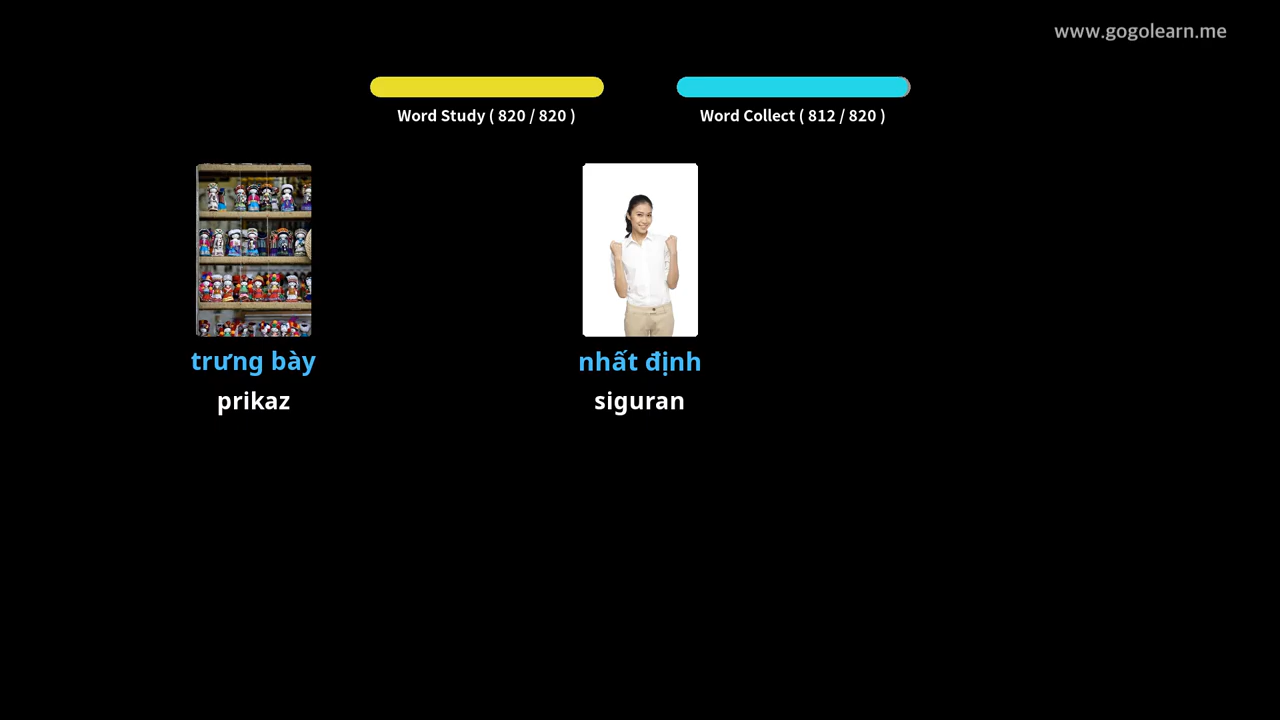 www.gogolearn.me
Word Study ( 820 / 820 )
Word Collect ( 812 / 820 )
trưng bày
prikaz
nhất định
siguran